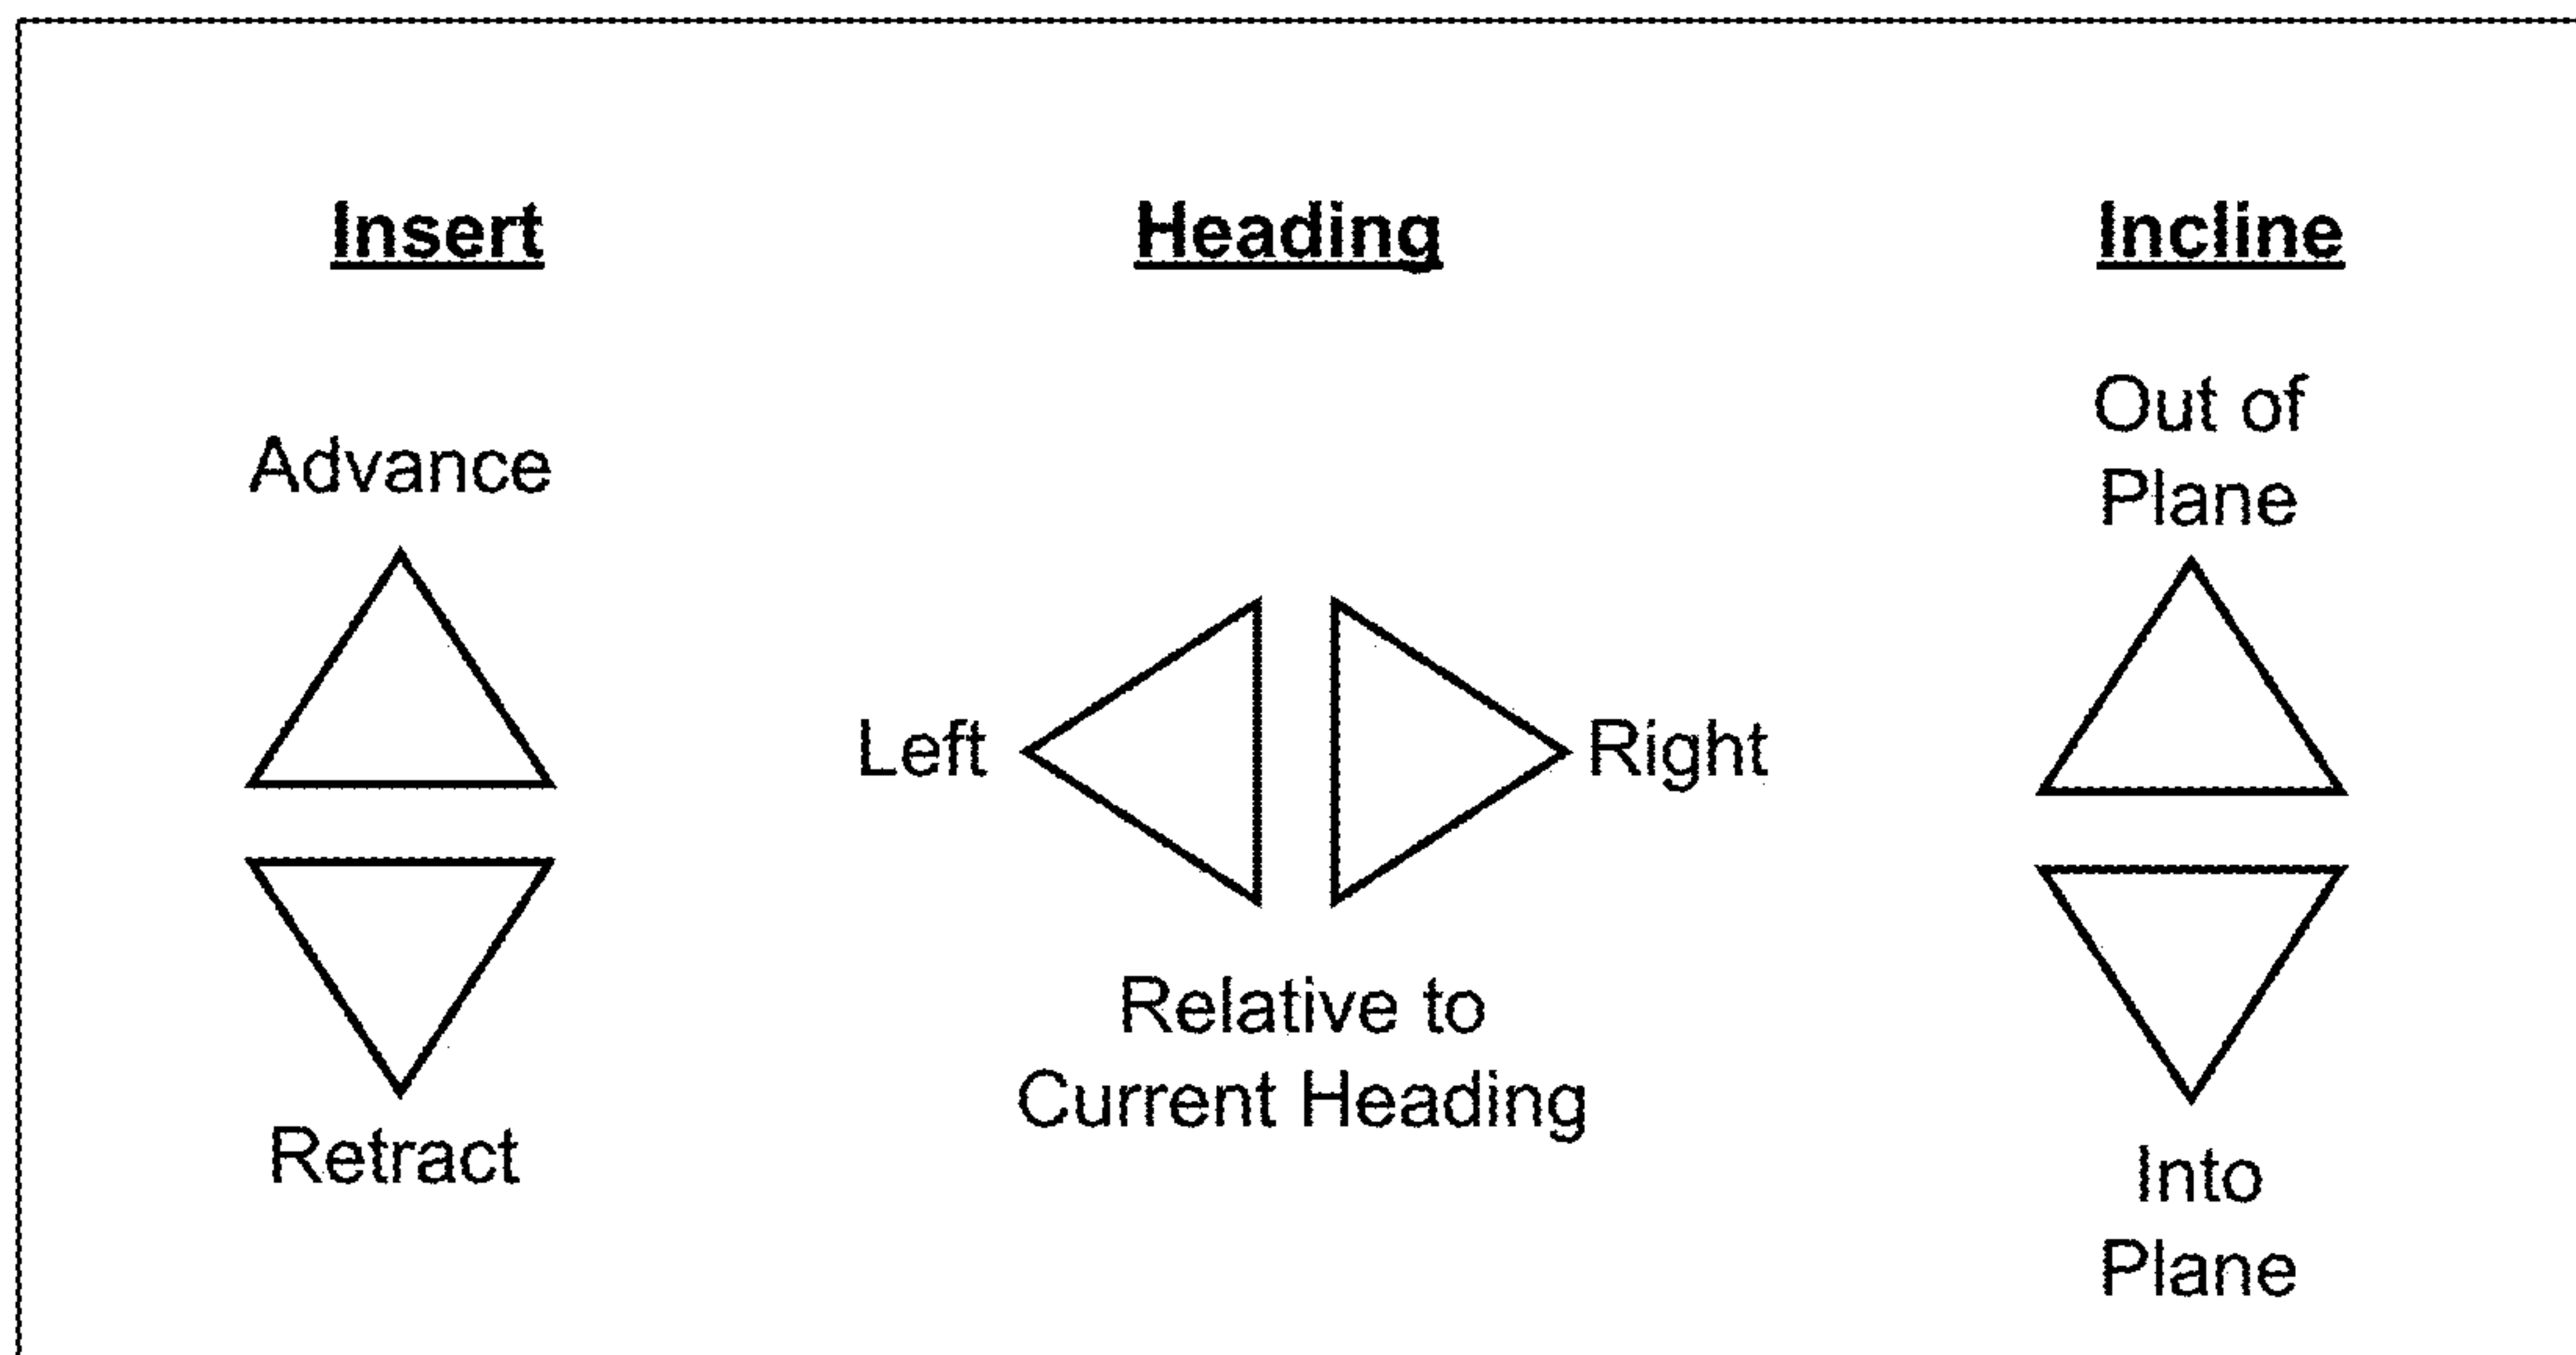 Insert
Heading
Incline
Advance
Out of
Plane
Left
Right
Relative to
Current Heading
Retract
Into
Plane